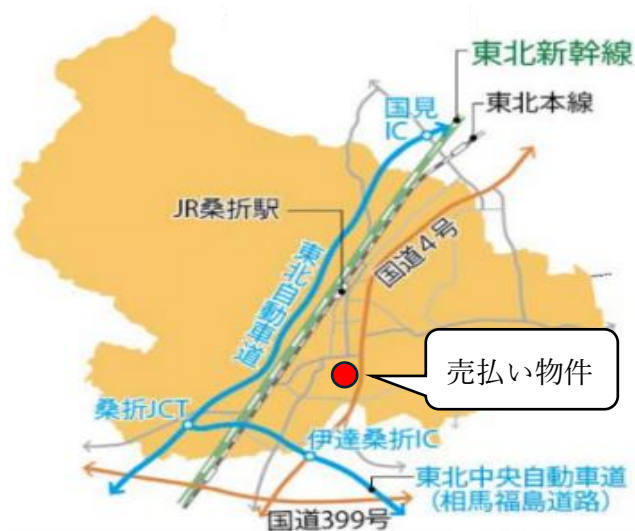 東北新幹線
国見
IC
東北本線
JR桑折駅
国道4号
東北自動車道
売払い物件
桑折JCT
伊達桑折IC
東北中央自動車道
(相馬福島道路)
国道399号